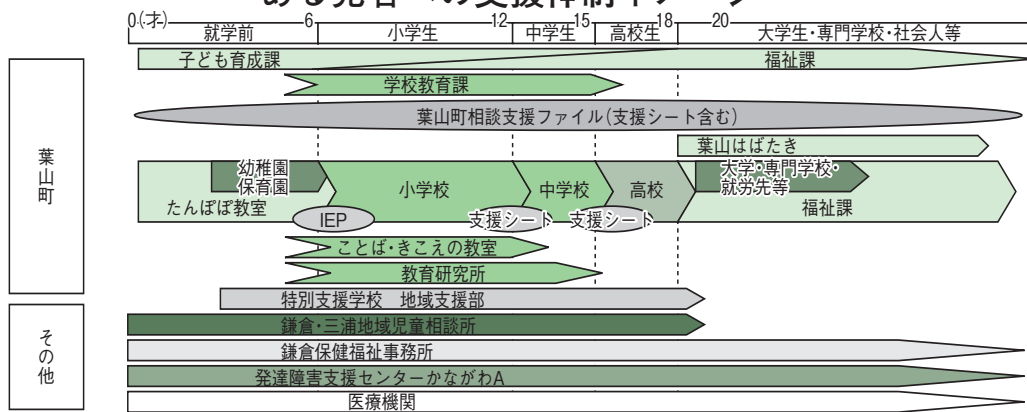 0(才)
6
12
15
18
20
就学前
小学生
中学生
高校生
大学生・専門学校・社会人等
葉山町
子ども育成課
福祉課
学校教育課
葉山町相談支援ファイル(支援シート含む)
葉山はばたき
幼稚園
保育園
たんぽぽ教室
小学校
中学校
高校
大学・専門学校・
就労先等
福祉課
IEP
支援シート
支援シート
ことば・きこえの教室
教育研究所
その他
特別支援学校 地域支援部
鎌倉・三浦地域児童相談所
鎌倉保健福祉事務所
発達障害支援センターかながわA
医療機関